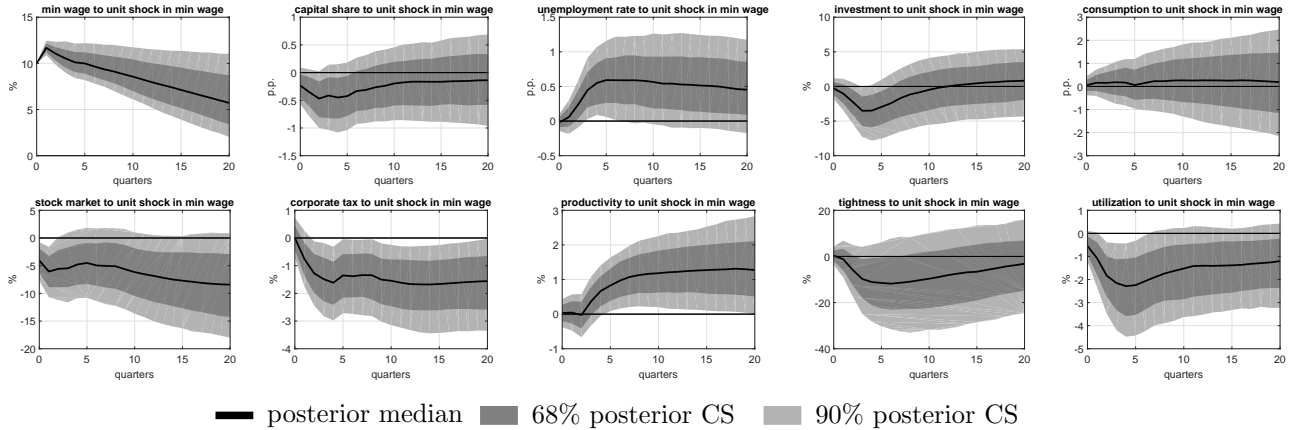 min wage to unit shock in min wage
15
10
5
0
%
0 5 10 15 20
quarters
capital share to unit shock in min wage
1
0.5
0
-0.5
-1
-1.5
p.p.
0 5 10 15 20
quarters
unemployment rate to unit shock in min wage
1.5
1
0.5
0
0.5
p.p.
0 5 10 15 20
quarters
investment to unit shock in min wage
10
5
0
-5
-10
%
0 5 10 15 20
quarters
consumption to unit shock in min wage
3
2
1
0
-1
-2
-3
p.p.
0 5 10 15 20
quarters
stock market to unit shock in min wage
5
0
-5
-10
-15
-20
%
0 5 10 15 20
quarters
corporate tax to unit shock in min wage
1
0
-1
-2
-3
-4
%
0 5 10 15 20
quarters
productivity to unit shock in min wage
3
2
1
0
-1
%
0 5 10 15 20
quarters
tightness to unit shock in min wage
20
0
-20
-40
%
0 5 10 15 20
quarters
utilization to unit shock in min wage
1
0
-1
-2
-3
-4
-5
%
0 5 10 15 20
quarters
posterior median 68% posterior CS 90% posterior CS